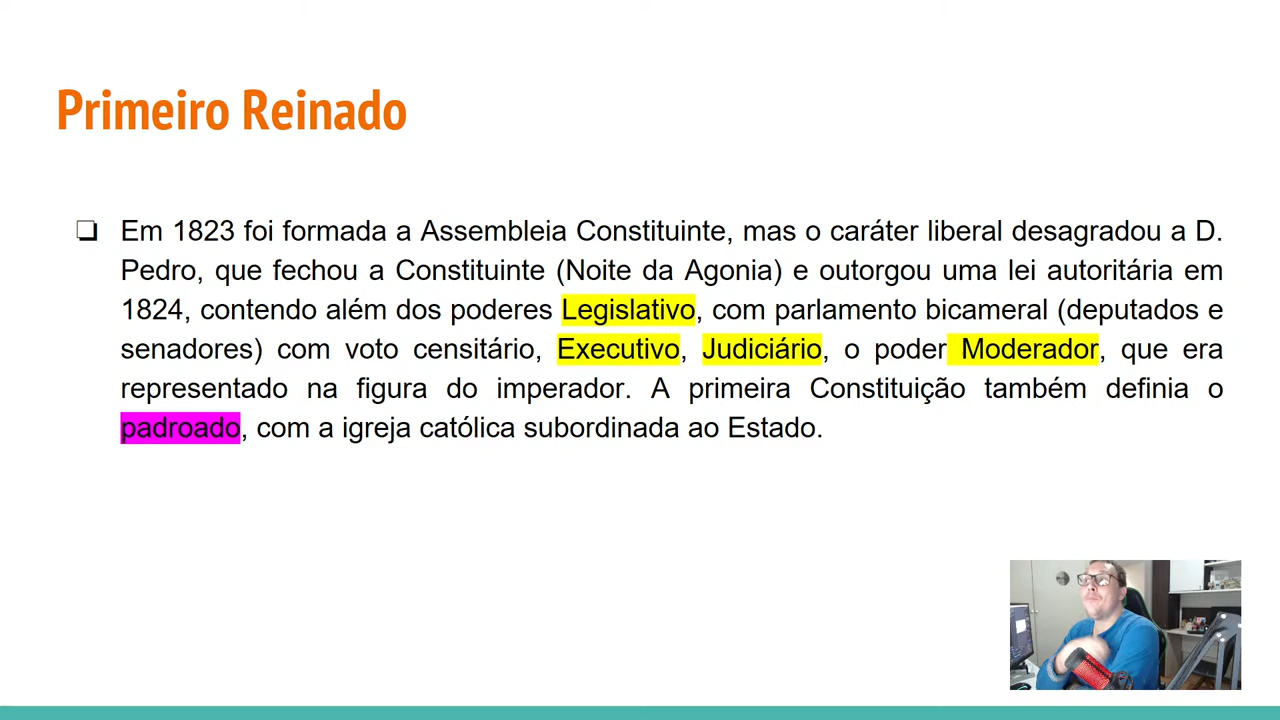 Primeiro Reinado
Em 1823 foi formada a Assembleia Constituinte, mas o caráter liberal desagradou a D.
Pedro, que fechou a Constituinte (Noite da Agonia) e outorgou uma lei autoritária em
1824, contendo além dos poderes Legislativo, com parlamento bicameral (deputados e
senadores) com voto censitário, Executivo, Judiciário, o poder Moderador, que era
representado na figura do imperador. A primeira Constituição também definia o
padroado, com a igreja católica subordinada ao Estado.